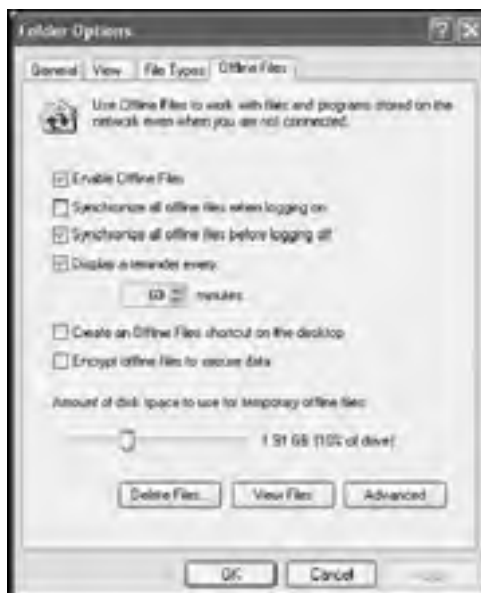 Folder Options
General View File Types Offline Files
Use Offline Files to work with files and programs stored on the
network even when you are not connected.
Enable Offline Files
Synchronize all offline files when logging on
Synchronize all offline files before logging off
Display a reminder every:
60 minutes
Create an Offline Files shortcut on the desktop
Encrypt offline files to secure data
Amount of disk space to use for temporary offline files:
1.91 GB (10% of drive)
Delete Files... View Files Advanced
OK Cancel